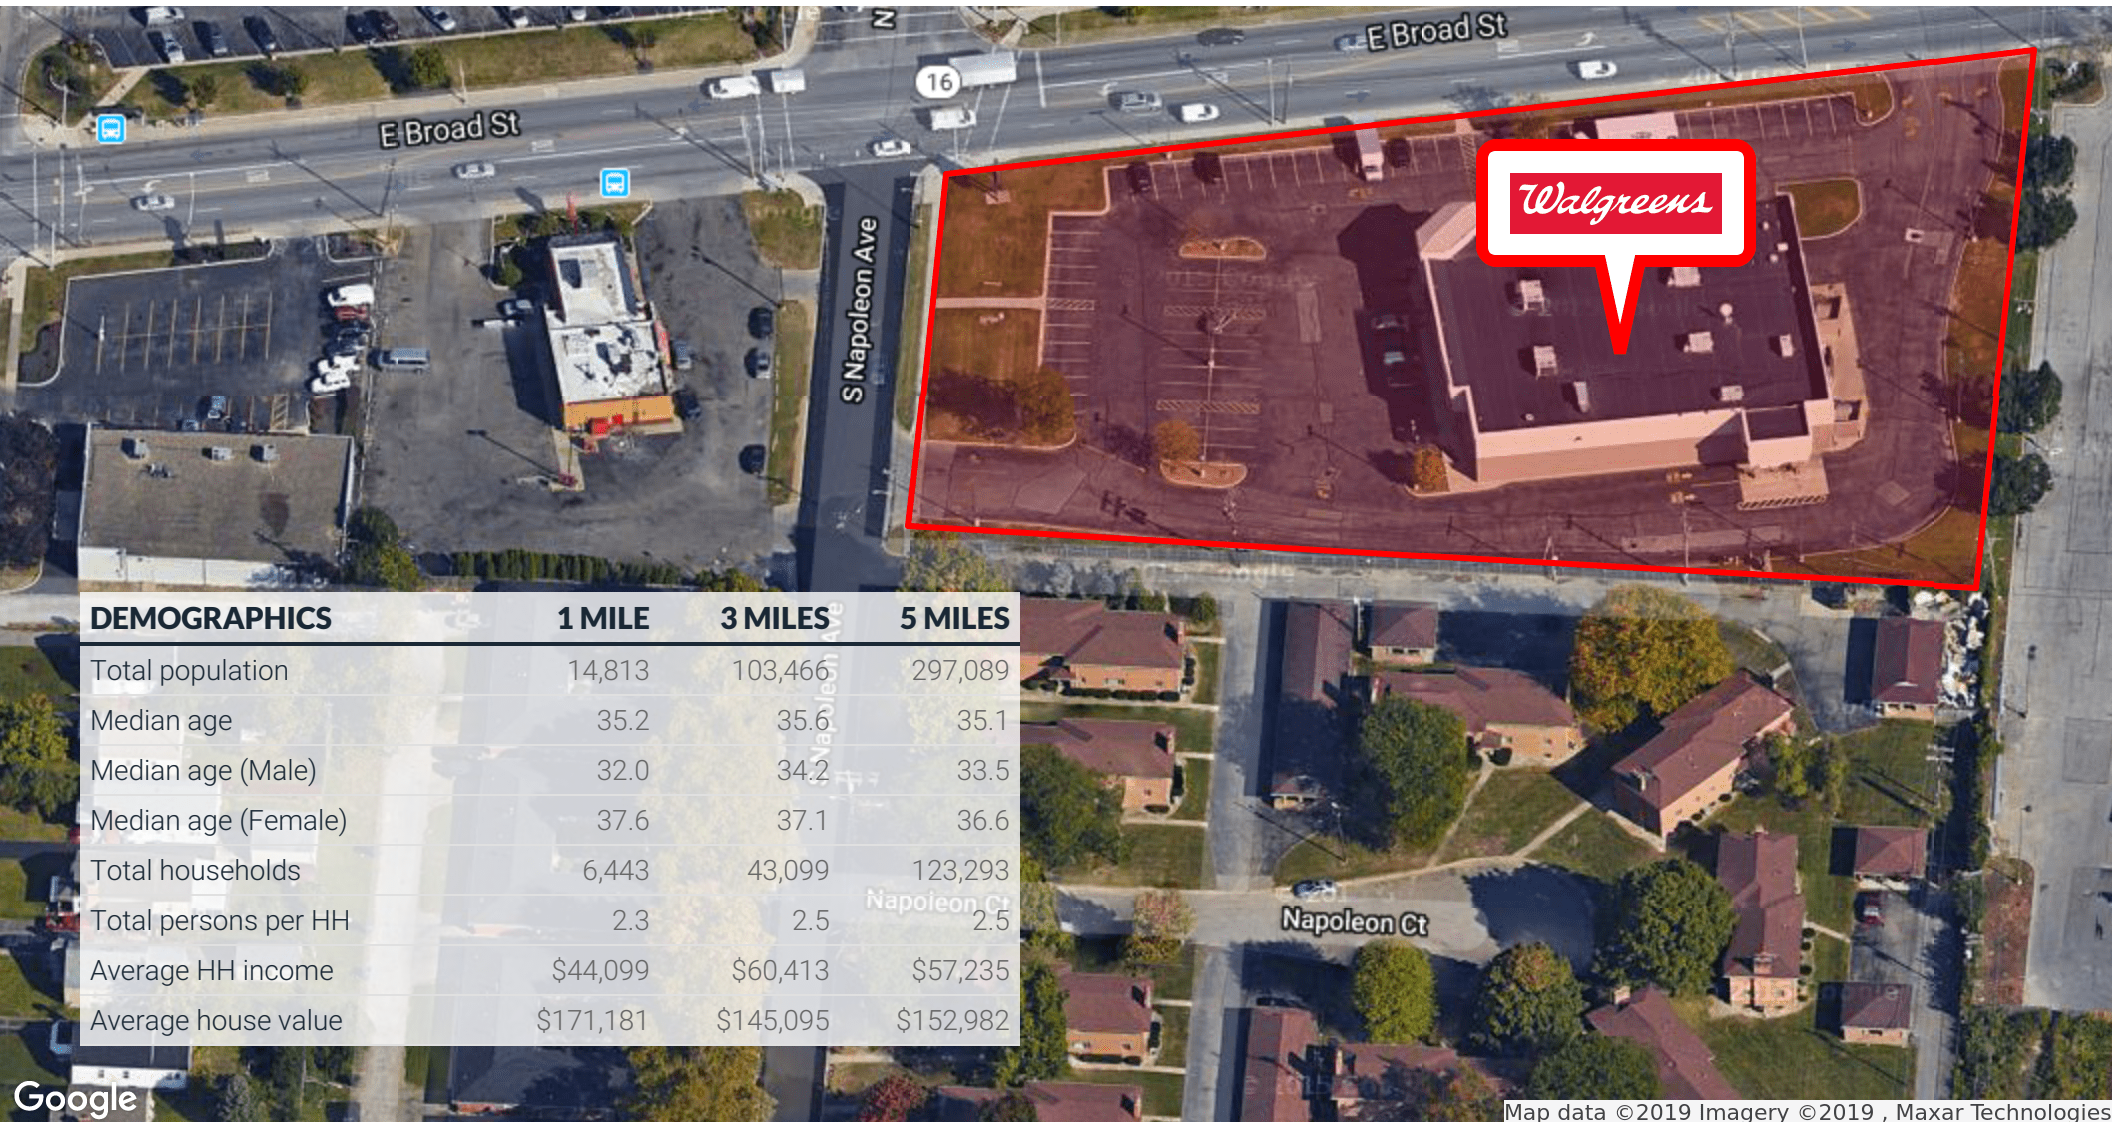 N
E Broad St
16
E Broad St
Walgreens
S Napoleon Ave
DEMOGRAPHICS 1 MILE 3 MILES 5 MILES
Total population 14,813 103,466 297,089
Median age 35.2 35.6 35.1
Median age (Male) 32.0 34.2 33.5
Median age (Female) 37.6 37.1 36.6
Total households 6,443 43,099 123,293
Total persons per HH 2.3 2.5 2.5
Average HH income $44,099 $60,413 $57,235
Average house value $171,181 $145,095 $152,982
S Napoleon Ave
Napoleon Ct
Napoleon Ct
Google
Map data ©2019 Imagery ©2019 , Maxar Technologies